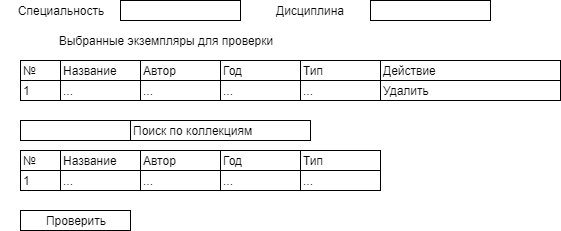 Специальность Дисциплина
Выбранные экземпляры для проверки
№ Название Автор Год Тип Действие
1 ... ... ... ... Удалить
Поиск по коллекциям
№ Название Автор Год Тип
1 ... ... ... ...
Проверить